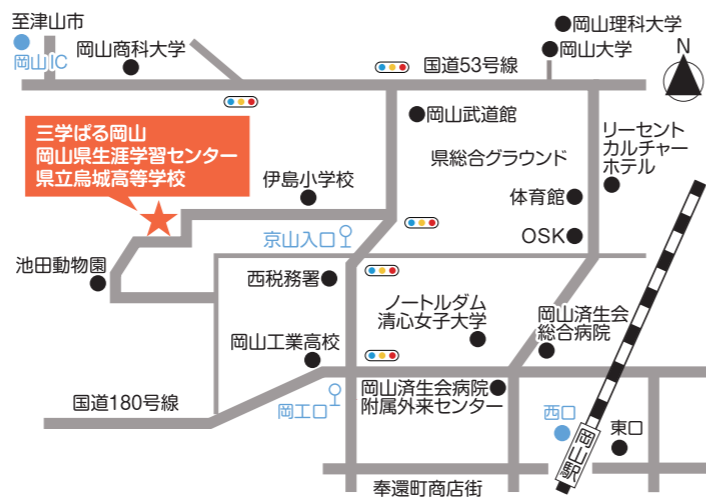 至津山市
岡山IC
岡山商科大学
岡山理科大学
岡山大学
国道53号線
N
三学ぱる岡山
岡山県生涯学習センター
県立烏城高等学校
岡山武道館
県総合グラウンド
リーセント
カルチャー
ホテル
伊島小学校
体育館
京山入口
OSK
池田動物園
西税務署
ノートルダム
清心女子大学
岡山済生会
総合病院
岡山工業高校
国道180号線
岡工口
岡山済生会病院
附属外来センター
西口
東口
岡山駅
奉還町商店街